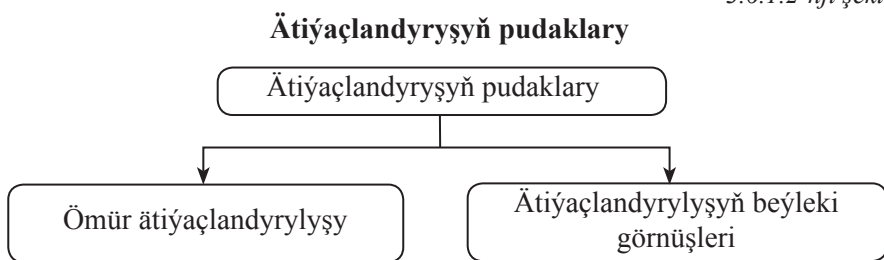 Ätiýaçlandyryşyň pudaklary
Ätiýaçlandyryşyň pudaklary
Ömür ätiýaçlandyrylyşy
Ätiýaçlandyrylyşyň beýleki
görnüşleri